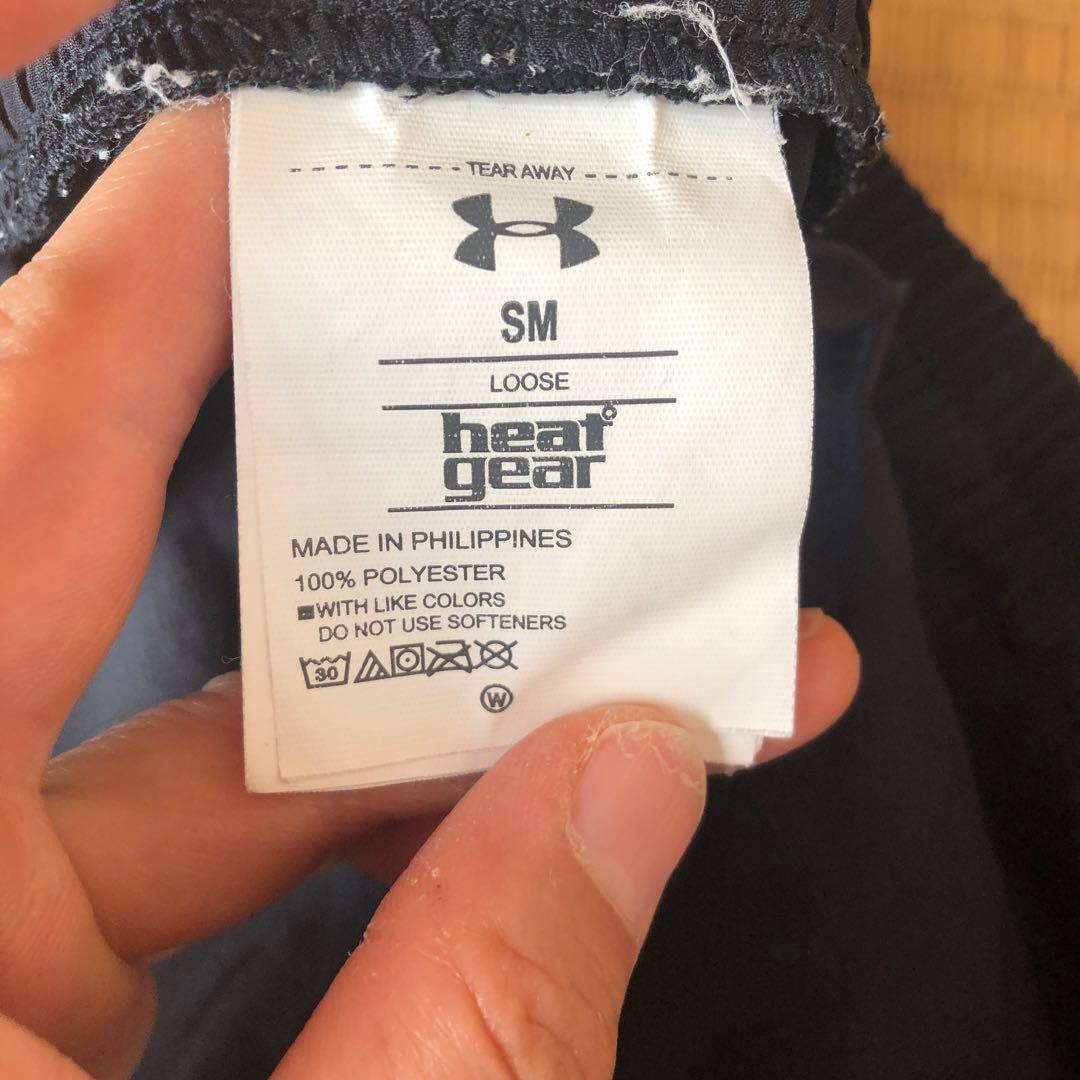 TEAR AWAY
SM
LOOSE
heat
gear
MADE IN PHILIPPINES
100% POLYESTER
WITH LIKE COLORS
DO NOT USE SOFTENERS
30
W